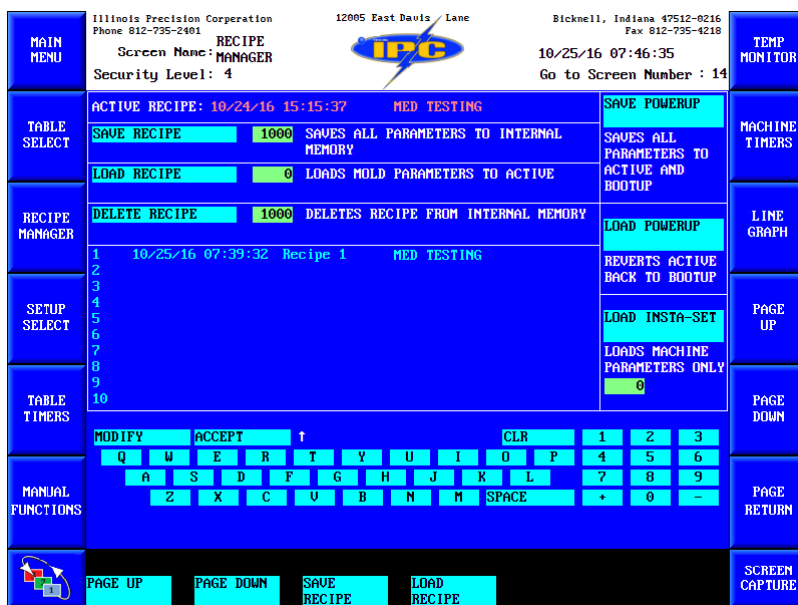 Illinois Precision Corperation
12005 East Davis Lane
Bicknell, Indiana 47512-0216
Phone 812-735-2401
Fax 812-735-4218
Screen Name: RECIPE MANAGER
IPC
10/25/16 07:46:35
Security Level: 4
Go to Screen Number : 14
MAIN
MENU
TABLE
SELECT
RECIPE
MANAGER
SETUP
SELECT
TABLE
TIMERS
MANUAL
FUNCTIONS
1
ACTIVE RECIPE: 10/24/16 15:15:37 MED TESTING
SAVE RECIPE 1000 SAVES ALL PARAMETERS TO INTERNAL
MEMORY
LOAD RECIPE 0 LOADS MOLD PARAMETERS TO ACTIVE
DELETE RECIPE 1000 DELETES RECIPE FROM INTERNAL MEMORY
1 10/25/16 07:39:32 Recipe 1 MED TESTING
2
3
4
5
6
7
8
9
10
SAVE POWERUP
SAVES ALL
PARAMETERS TO
ACTIVE AND
BOOTUP
LOAD POWERUP
REVERTS ACTIVE
BACK TO BOOTUP
LOAD INSTA-SET
LOADS MACHINE
PARAMETERS ONLY
0
MODIFY ACCEPT ↑ CLR 1 2 3
Q W E R T Y U I O P 4 5 6
A S D F G H J K L 7 8 9
Z X C V B N M SPACE + 0 -
PAGE UP
PAGE DOWN
SAVE
RECIPE
LOAD
RECIPE
TEMP
MONITOR
MACHINE
TIMERS
LINE
GRAPH
PAGE
UP
PAGE
DOWN
PAGE
RETURN
SCREEN
CAPTURE